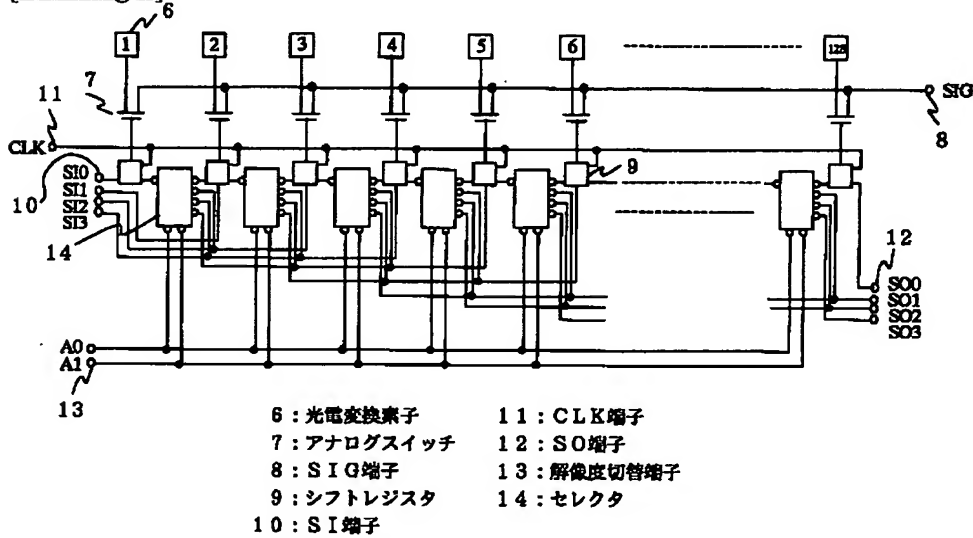 6
1 2 3 4 5 6 128
7
SIG
11
8
CLK
SI0
9
SI1
10
SI2
SI3
14
12
SO0
SO1
SO2
SO3
A0
A1
13
6：光電変換素子 11：CLK端子
7：アナログスイッチ 12：SO端子
8：SIG端子 13：解像度切替端子
9：シフトレジスタ 14：セレクタ
10：SI端子